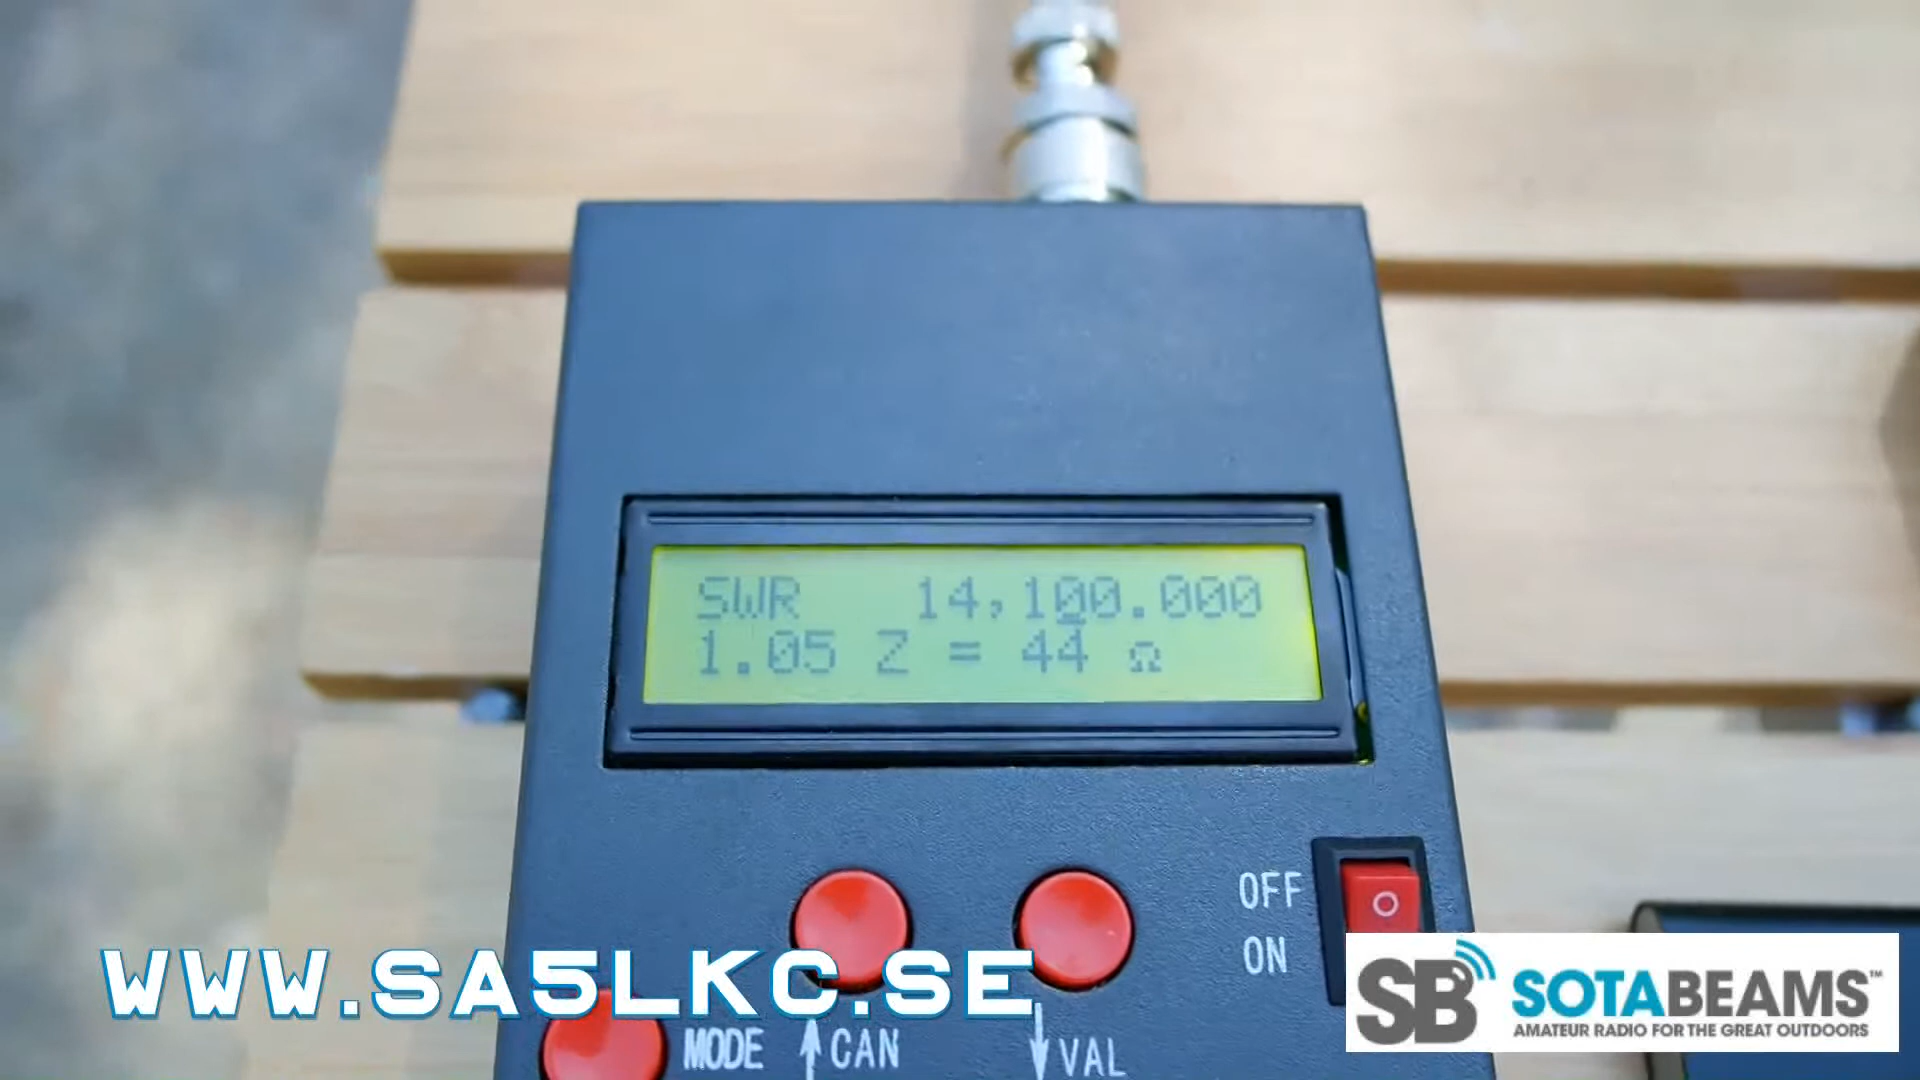 SWR 14,100.000
1.05 Z = 44 Ω
OFF
ON
WWW.SA5LKC.SE
MODE ↑CAN ↓VAL
SB SOTABEAMS™
AMATEUR RADIO FOR THE GREAT OUTDOORS